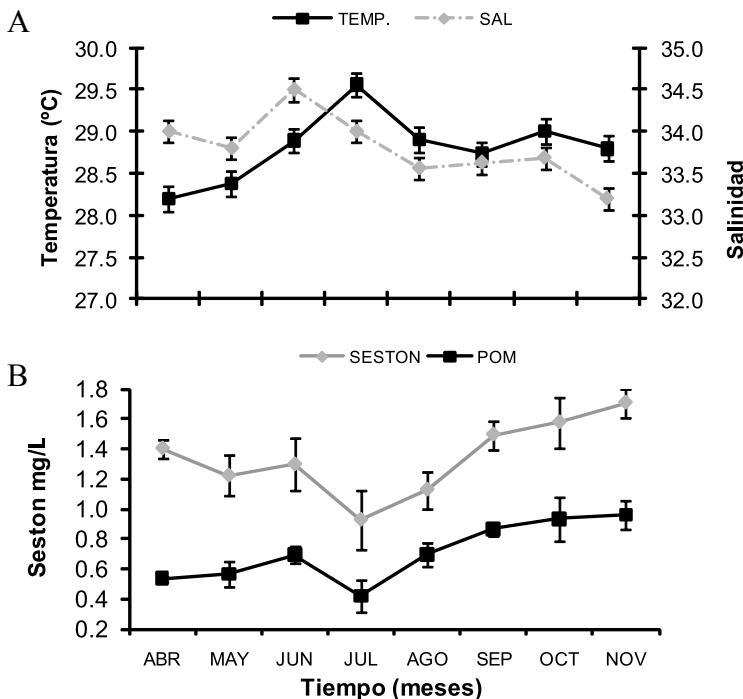 A
TEMP. SAL
30.0 35.0
29.5 34.5
29.0 34.0
28.5 33.5
28.0 33.0
27.5 32.5
27.0 32.0
Temperatura (ºC)
Salinidad
B
SESTON POM
1.8
1.6
1.4
1.2
1.0
0.8
0.6
0.4
0.2
Seston mg/L
ABR MAY JUN JUL AGO SEP OCT NOV
Tiempo (meses)